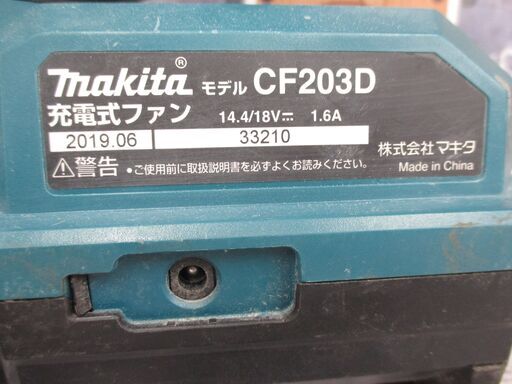 makita® モデル CF203D
充電式ファン 14.4/18V⎓ 1.6A
2019.06 33210
⚠警告 •ご使用前に取扱説明書を必ずよくお読みください。
株式会社マキタ
Made in China